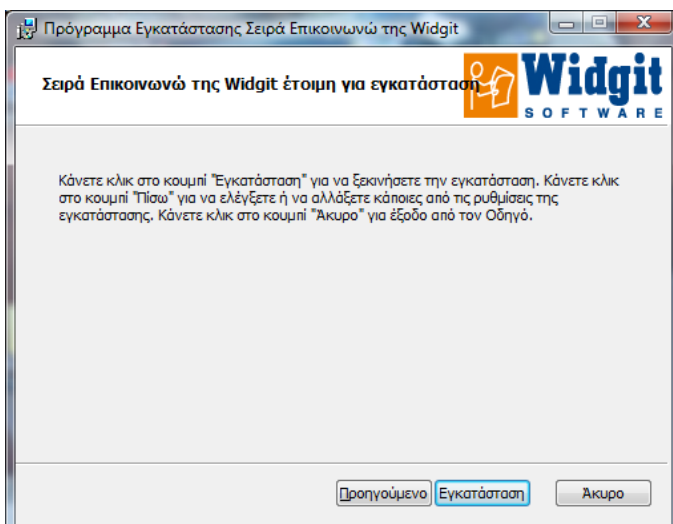 Πρόγραμμα Εγκατάστασης Σειρά Επικοινωνώ της Widgit
Σειρά Επικοινωνώ της Widgit έτοιμη για εγκατάσταση
Widgit
SOFTWARE
Κάνετε κλικ στο κουμπί "Εγκατάσταση" για να ξεκινήσετε την εγκατάσταση. Κάνετε κλικ
στο κουμπί "Πίσω" για να ελέγξετε ή να αλλάξετε κάποιες από τις ρυθμίσεις της
εγκατάστασης. Κάνετε κλικ στο κουμπί "Άκυρο" για έξοδο από τον Οδηγό.
Προηγούμενο Εγκατάσταση Άκυρο